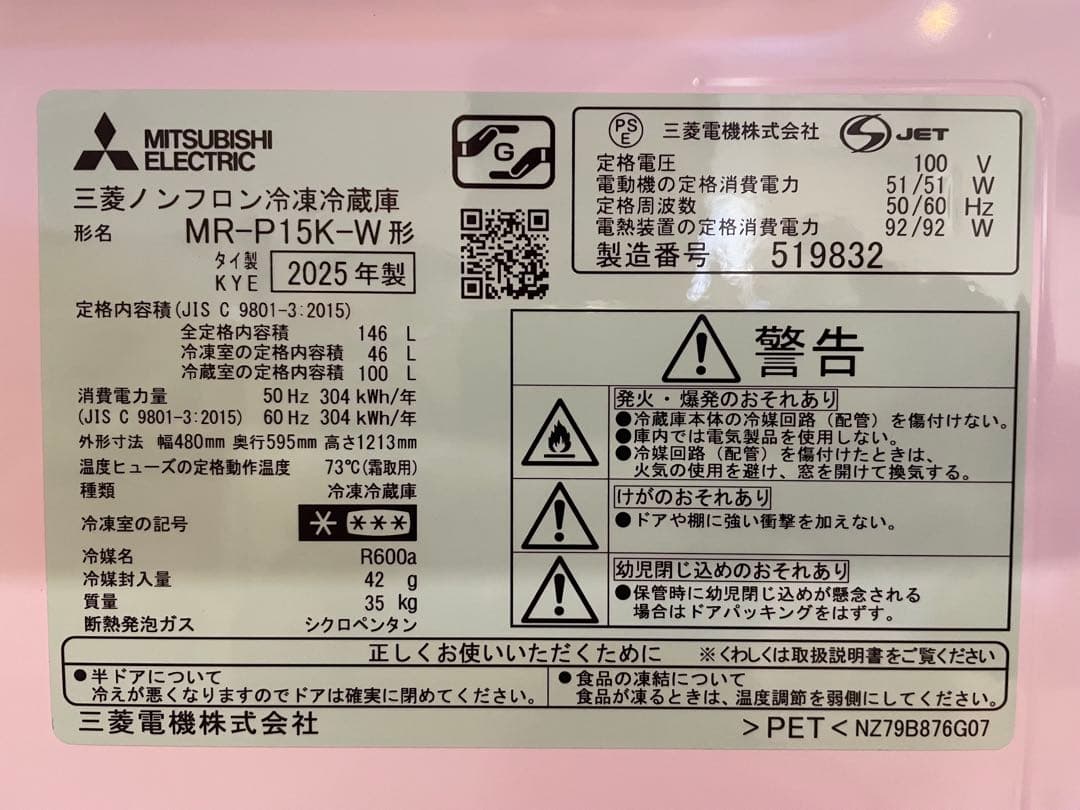 MITSUBISHI
ELECTRIC
三菱ノンフロン冷凍冷蔵庫
形名 MR-P15K-W形
タイ製
KYE 2025年製
G
PS
E
三菱電機株式会社 JET
定格電圧 100 V
電動機の定格消費電力 51/51 W
定格周波数 50/60 Hz
電熱装置の定格消費電力 92/92 W
製造番号 519832
定格内容積(JIS C 9801-3:2015)
全定格内容積 146 L
冷凍室の定格内容積 46 L
冷蔵室の定格内容積 100 L
消費電力量 50Hz 304 kWh/年
(JIS C 9801-3:2015) 60Hz 304 kWh/年
外形寸法 幅480mm 奥行595mm 高さ1213mm
温度ヒューズの定格動作温度 73℃(霜取用)
種類 冷凍冷蔵庫
冷凍室の記号 * ***
冷媒名 R600a
冷媒封入量 42 g
質量 35 kg
断熱発泡ガス シクロペンタン
警告
発火・爆発のおそれあり
●冷蔵庫本体の冷媒回路(配管)を傷付けない。
●庫内では電気製品を使用しない。
●冷媒回路(配管)を傷付けたときは、
火気の使用を避け、窓を開けて換気する。
けがのおそれあり
●ドアや棚に強い衝撃を加えない。
幼児閉じ込めのおそれあり
●保管時に幼児閉じ込めが懸念される
場合はドアパッキングをはずす。
正しくお使いいただくために ※くわしくは取扱説明書をご覧ください
●半ドアについて
冷えが悪くなりますのでドアは確実に閉めてください。
●食品の凍結について
食品が凍るときは、温度調節を弱側にしてください。
三菱電機株式会社
>PET< NZ79B876G07